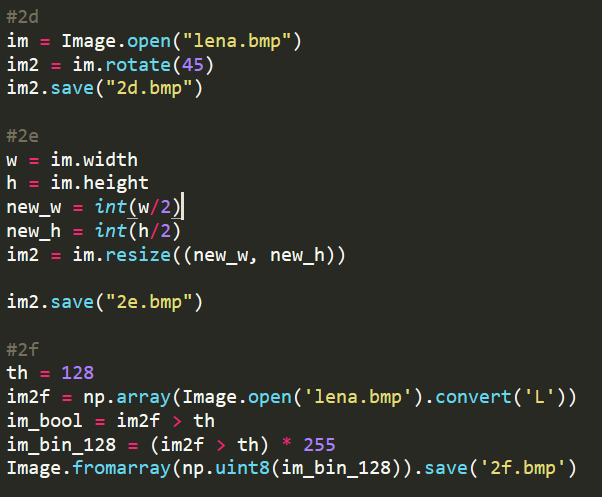 #2d
im = Image.open("lena.bmp")
im2 = im.rotate(45)
im2.save("2d.bmp")
#2e
w = im.width
h = im.height
new_w = int(w/2)
new_h = int(h/2)
im2 = im.resize((new_w, new_h))
im2.save("2e.bmp")
#2f
th = 128
im2f = np.array(Image.open('lena.bmp').convert('L'))
im_bool = im2f > th
im_bin_128 = (im2f > th) * 255
Image.fromarray(np.uint8(im_bin_128)).save('2f.bmp')